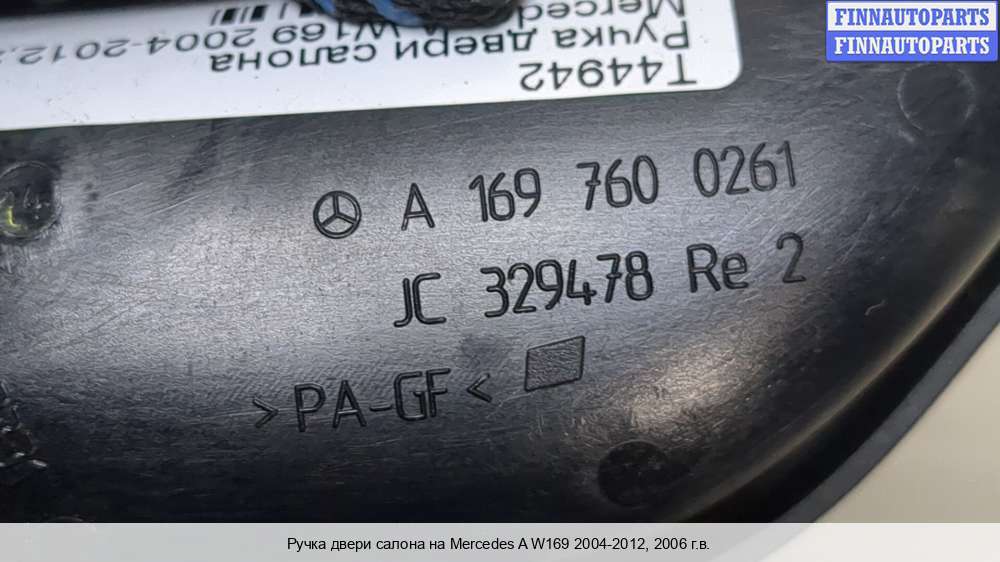 FINNAUTOPARTS
FINNAUTOPARTS
T44942
Ручка двери салона
W169 2004-2012,
A 169 760 0261
JC 329478 Re 2
>PA-GF<
Ручка двери салона на Mercedes A W169 2004-2012, 2006 г.в.